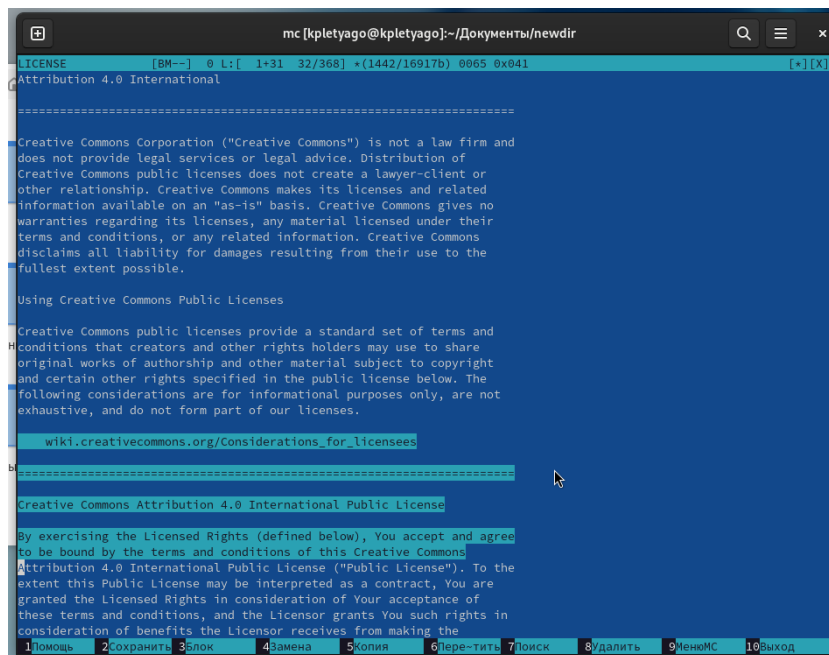 mc [kpletyago@kpletyago]:~/Документы/newdir
LICENSE [BM--] 0 L:[ 1+31 32/368] *(1442/16917b) 0065 0x041 [*][X]
Attribution 4.0 International
=======================================================================
Creative Commons Corporation ("Creative Commons") is not a law firm and
does not provide legal services or legal advice. Distribution of
Creative Commons public licenses does not create a lawyer-client or
other relationship. Creative Commons makes its licenses and related
information available on an "as-is" basis. Creative Commons gives no
warranties regarding its licenses, any material licensed under their
terms and conditions, or any related information. Creative Commons
disclaims all liability for damages resulting from their use to the
fullest extent possible.
Using Creative Commons Public Licenses
Creative Commons public licenses provide a standard set of terms and
conditions that creators and other rights holders may use to share
original works of authorship and other material subject to copyright
and certain other rights specified in the public license below. The
following considerations are for informational purposes only, are not
exhaustive, and do not form part of our licenses.
wiki.creativecommons.org/Considerations_for_licensees
=======================================================================
Creative Commons Attribution 4.0 International Public License
By exercising the Licensed Rights (defined below), You accept and agree
to be bound by the terms and conditions of this Creative Commons
Attribution 4.0 International Public License ("Public License"). To the
extent this Public License may be interpreted as a contract, You are
granted the Licensed Rights in consideration of Your acceptance of
these terms and conditions, and the Licensor grants You such rights in
consideration of benefits the Licensor receives from making the
1Помощь 2Сохранить 3Блок 4Замена 5Копия 6Пере~тить 7Поиск 8Удалить 9МенюMC 10Выход